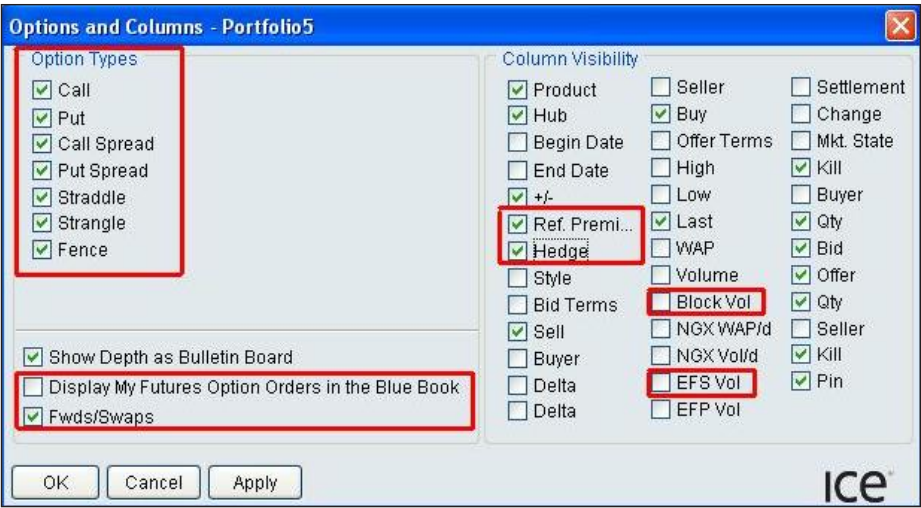 Options and Columns - Portfolio5
Option Types
Call
Put
Call Spread
Put Spread
Straddle
Strangle
Fence
Show Depth as Bulletin Board
Display My Futures Option Orders in the Blue Book
Fwds/Swaps
Column Visibility
Product
Hub
Begin Date
End Date
+/-
Ref. Premi...
Hedge
Style
Bid Terms
Sell
Buyer
Delta
Delta
Seller
Buy
Offer Terms
High
Low
Last
WAP
Volume
Block Vol
NGX WAP/d
NGX Vol/d
EFS Vol
EFP Vol
Settlement
Change
Mkt. State
Kill
Buyer
Qty
Bid
Offer
Qty
Seller
Kill
Pin
OK
Cancel
Apply
ice